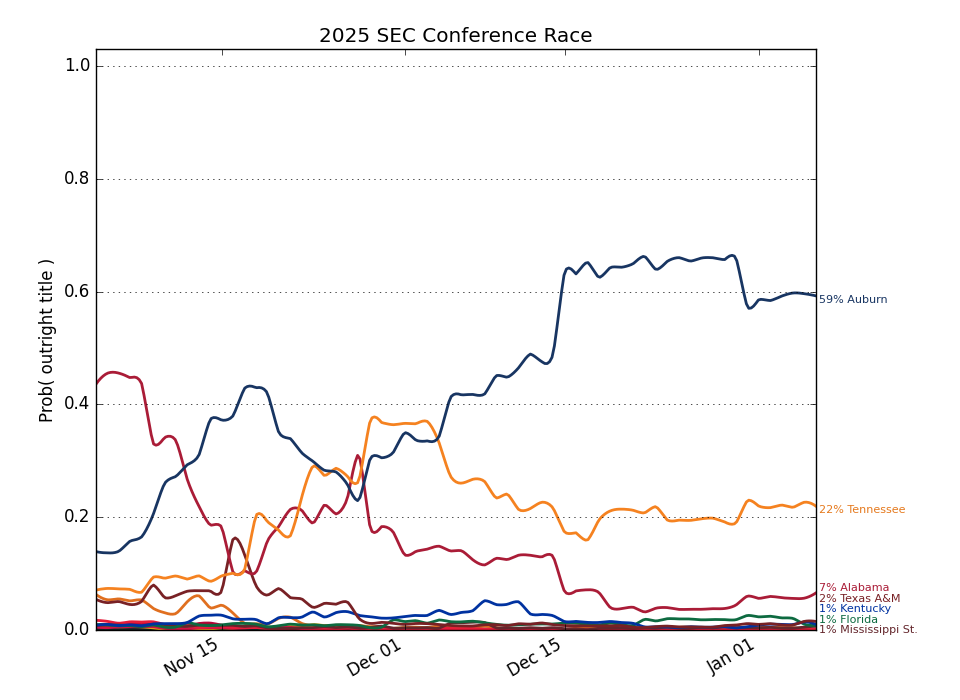 2025 SEC Conference Race
Prob( outright title )
1.0
0.8
0.6
0.4
0.2
0.0
Nov 15
Dec 01
Dec 15
Jan 01
59% Auburn
22% Tennessee
7% Alabama
2% Texas A&M
1% Kentucky
1% Florida
1% Mississippi St.